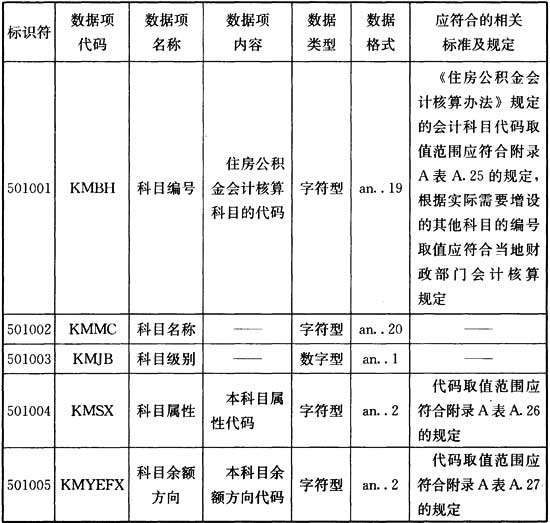 标识符 数据项代码 数据项名称 数据项内容 数据类型 数据格式 应符合的相关标准及规定
501001 KMBH 科目编号 住房公积金会计核算科目的代码 字符型 an..19 《住房公积金会计核算办法》规定的会计科目代码取值范围应符合附录A表A.25的规定，根据实际需要增设的其他科目的编号取值应符合当地财政部门会计核算规定
501002 KMMC 科目名称 —— 字符型 an..20 ——
501003 KMJB 科目级别 —— 数字型 an..1 ——
501004 KMSX 科目属性 本科目属性代码 字符型 an..2 代码取值范围应符合附录A表A.26的规定
501005 KMYEFX 科目余额方向 本科目余额方向代码 字符型 an..2 代码取值范围应符合附录A表A.27的规定